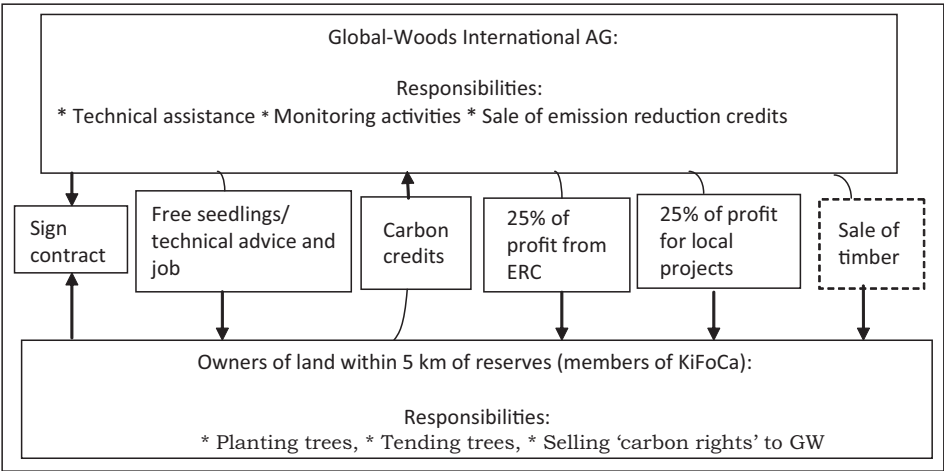 Global-Woods International AG:
Responsibilities:
* Technical assistance * Monitoring activities * Sale of emission reduction credits
Sign
contract
Free seedlings/
technical advice and
job
Carbon
credits
25% of
profit from
ERC
25% of profit
for local
projects
Sale of
timber
Owners of land within 5 km of reserves (members of KiFoCa):
Responsibilities:
* Planting trees, * Tending trees, * Selling ‘carbon rights’ to GW